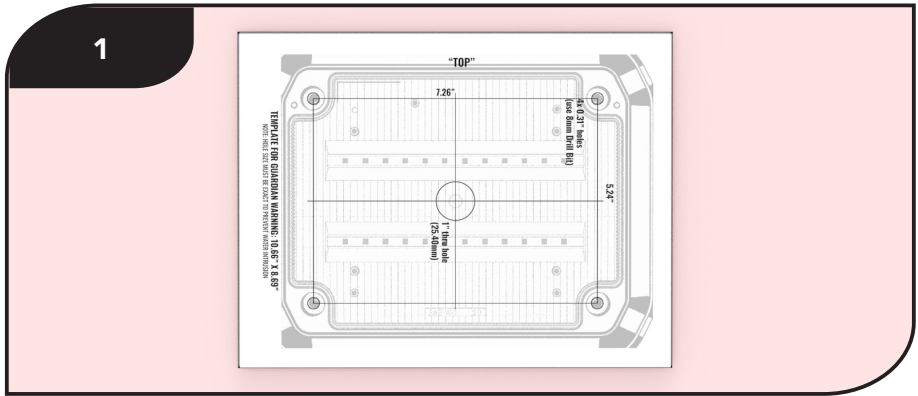 1
“TOP”
7.26"
4x 0.31" holes
(use 8mm Drill Bit)
5.24"
1" thru hole
(25.40mm)
TEMPLATE FOR GUARDIAN WARNING: 10.66" X 8.69"
NOTE: HOLE SIZE MUST BE EXACT TO PREVENT WATER INTRUSION